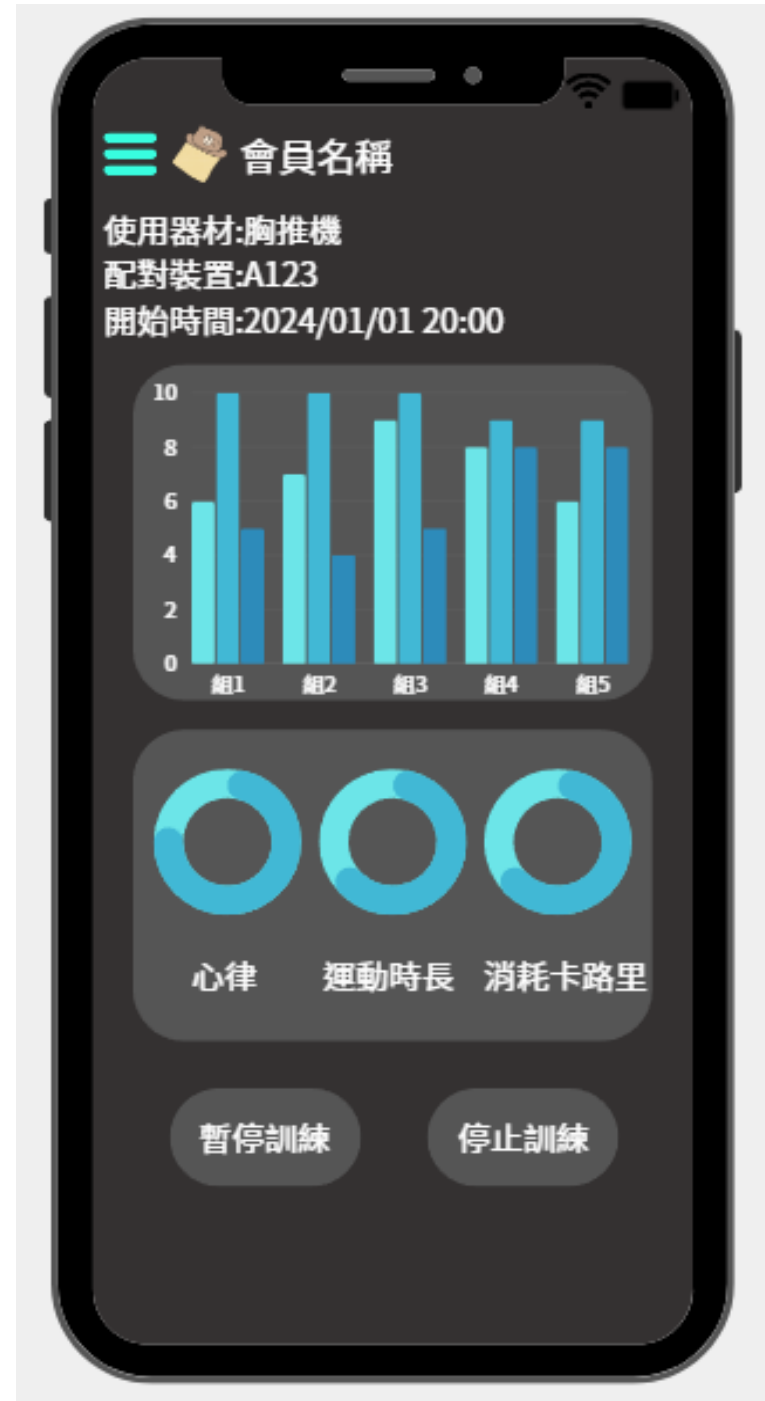 會員名稱
使用器材:胸推機
配對裝置:A123
開始時間:2024/01/01 20:00
10
8
6
4
2
0
組1 組2 組3 組4 組5
心律 運動時長 消耗卡路里
暫停訓練 停止訓練